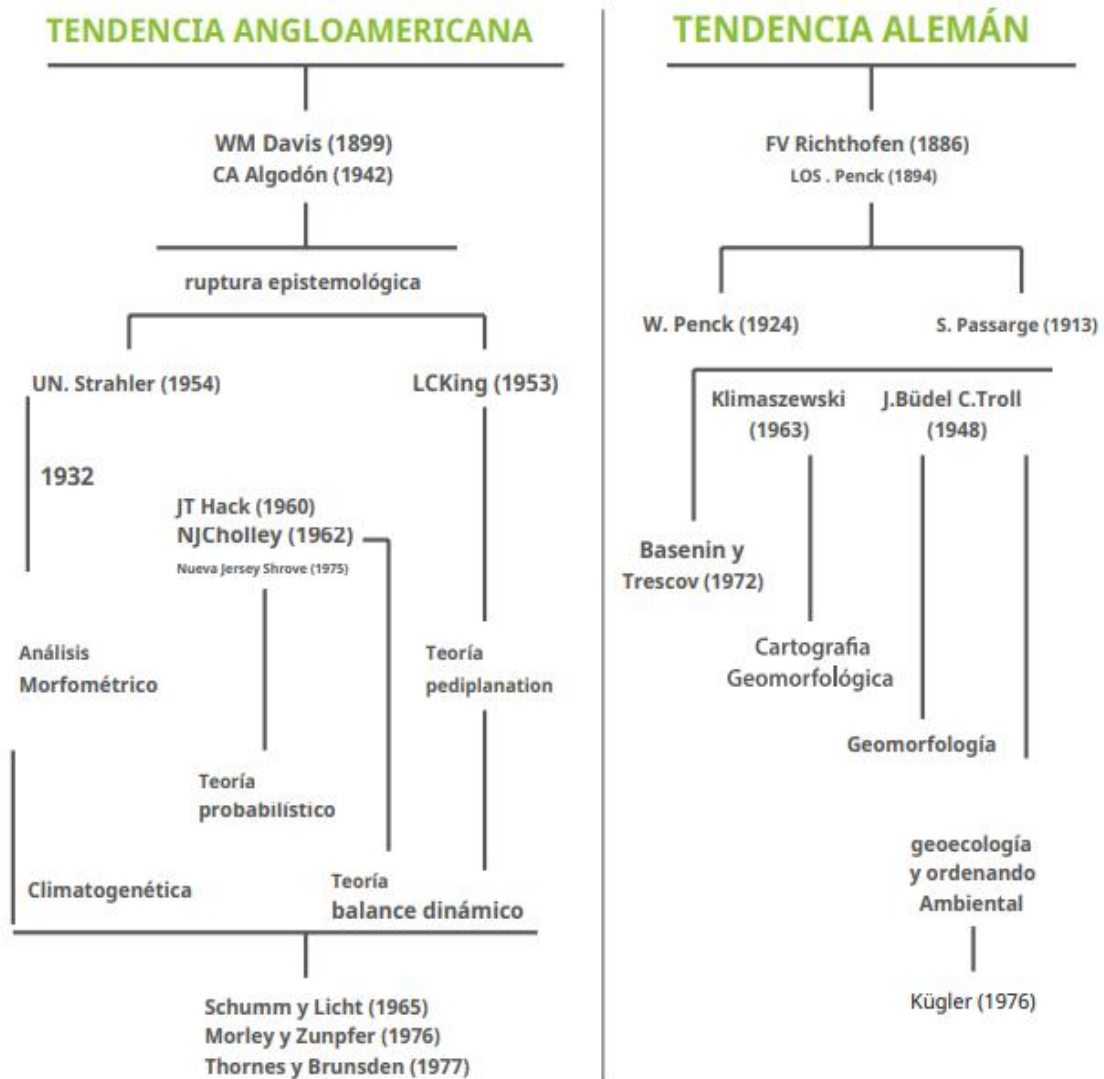 TENDENCIA ANGLOAMERICANA
WM Davis (1899)
CA Algodón (1942)
ruptura epistemológica
UN. Strahler (1954)
LCKing (1953)
1932
JT Hack (1960)
NJCholley (1962)
Nueva Jersey Shrove (1975)
Análisis
Morfométrico
Teoría
pediplanation
Teoría
probabilístico
Climatogenética
Teoría
balance dinámico
Schumm y Licht (1965)
Morley y Zunpfer (1976)
Thornes y Brunsden (1977)
TENDENCIA ALEMÁN
FV Richthofen (1886)
LOS . Penck (1894)
W. Penck (1924)
S. Passarge (1913)
Klimaszewski
(1963)
J.Büdel C.Troll
(1948)
Basenin y
Trescov (1972)
Cartografia
Geomorfológica
Geomorfología
geoecología
y ordenando
Ambiental
Kügler (1976)